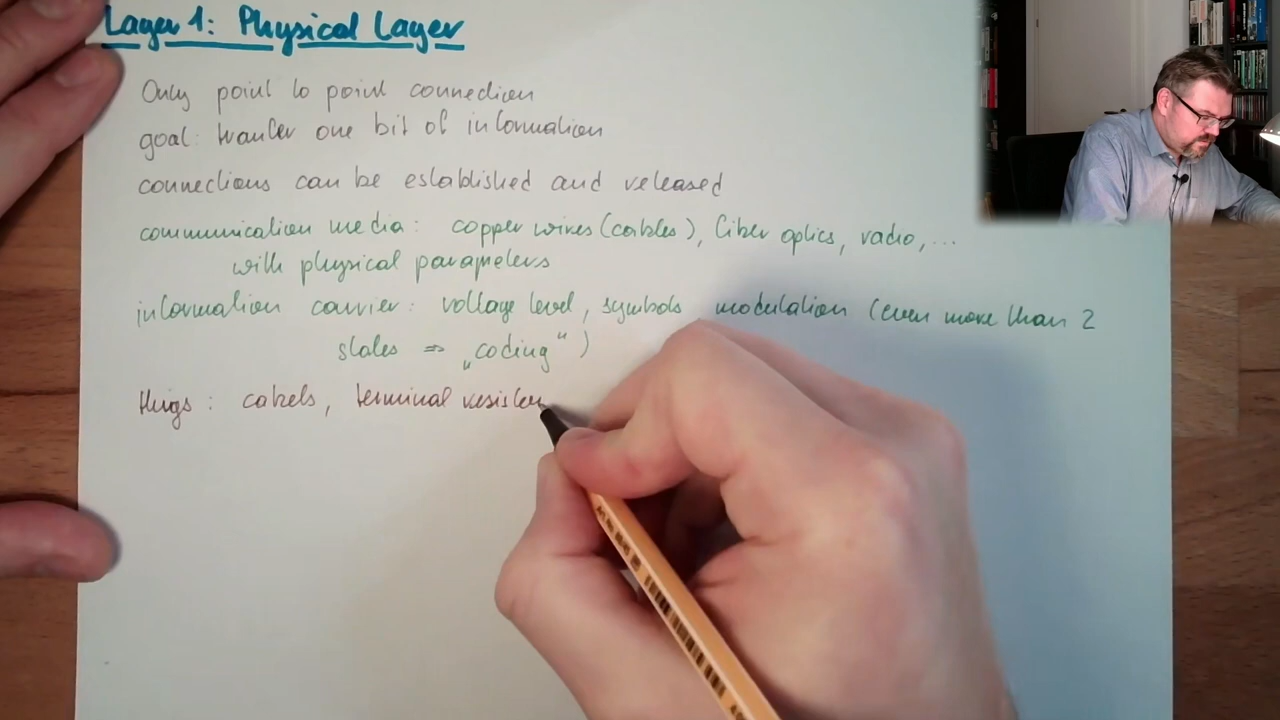 Layer 1: Physical Layer
Only point to point connection
goal: transfer one bit of information
connections can be established and released
communication media: copper wires (cables), fiber optics, radio, ...
with physical parameters
information carrier: voltage level, symbols modulation (even more than 2
states ⇒ „coding“)
things: cabels, terminal resister